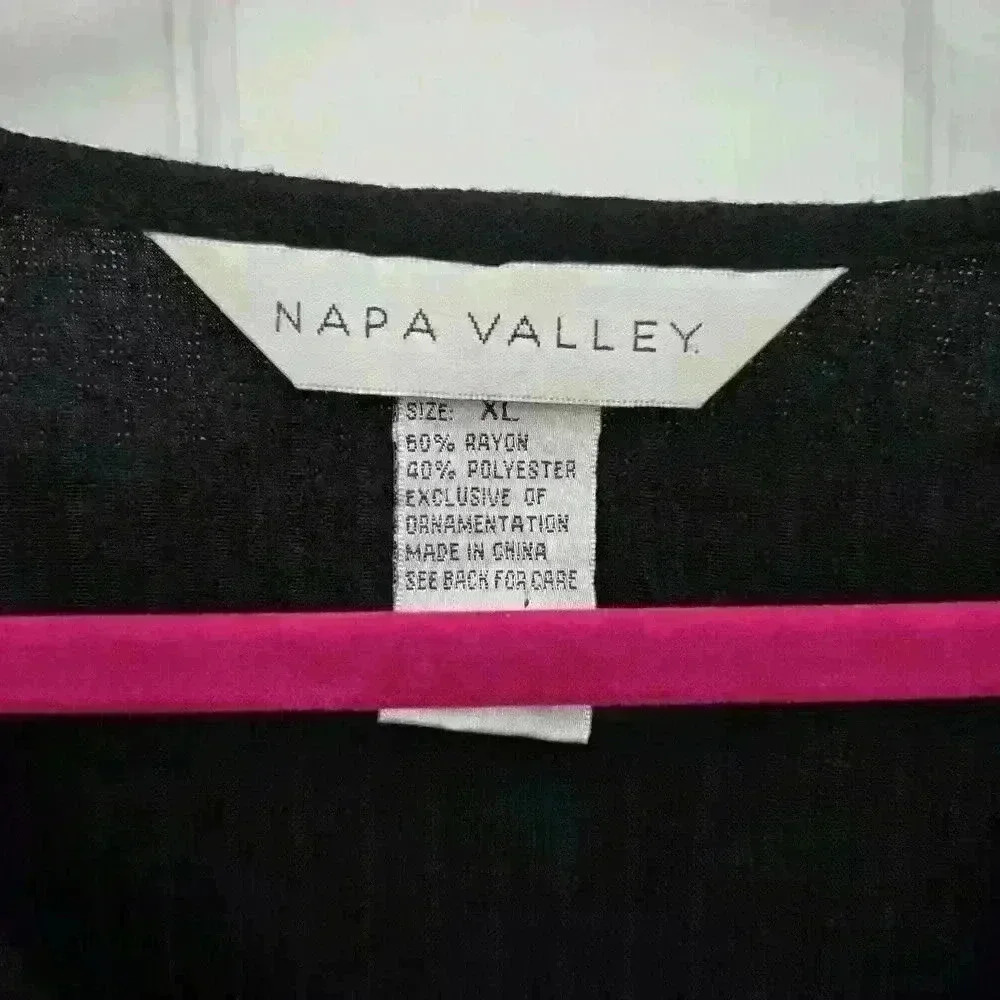 NAPA VALLEY.
SIZE: XL
60% RAYON
40% POLYESTER
EXCLUSIVE OF
ORNAMENTATION
MADE IN CHINA
SEE BACK FOR CARE